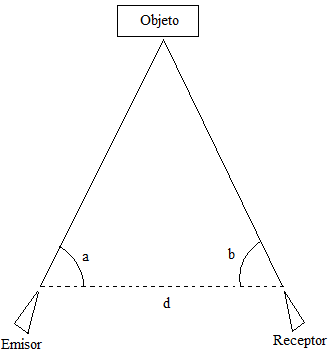 Objeto
a
b
d
Emisor
Receptor